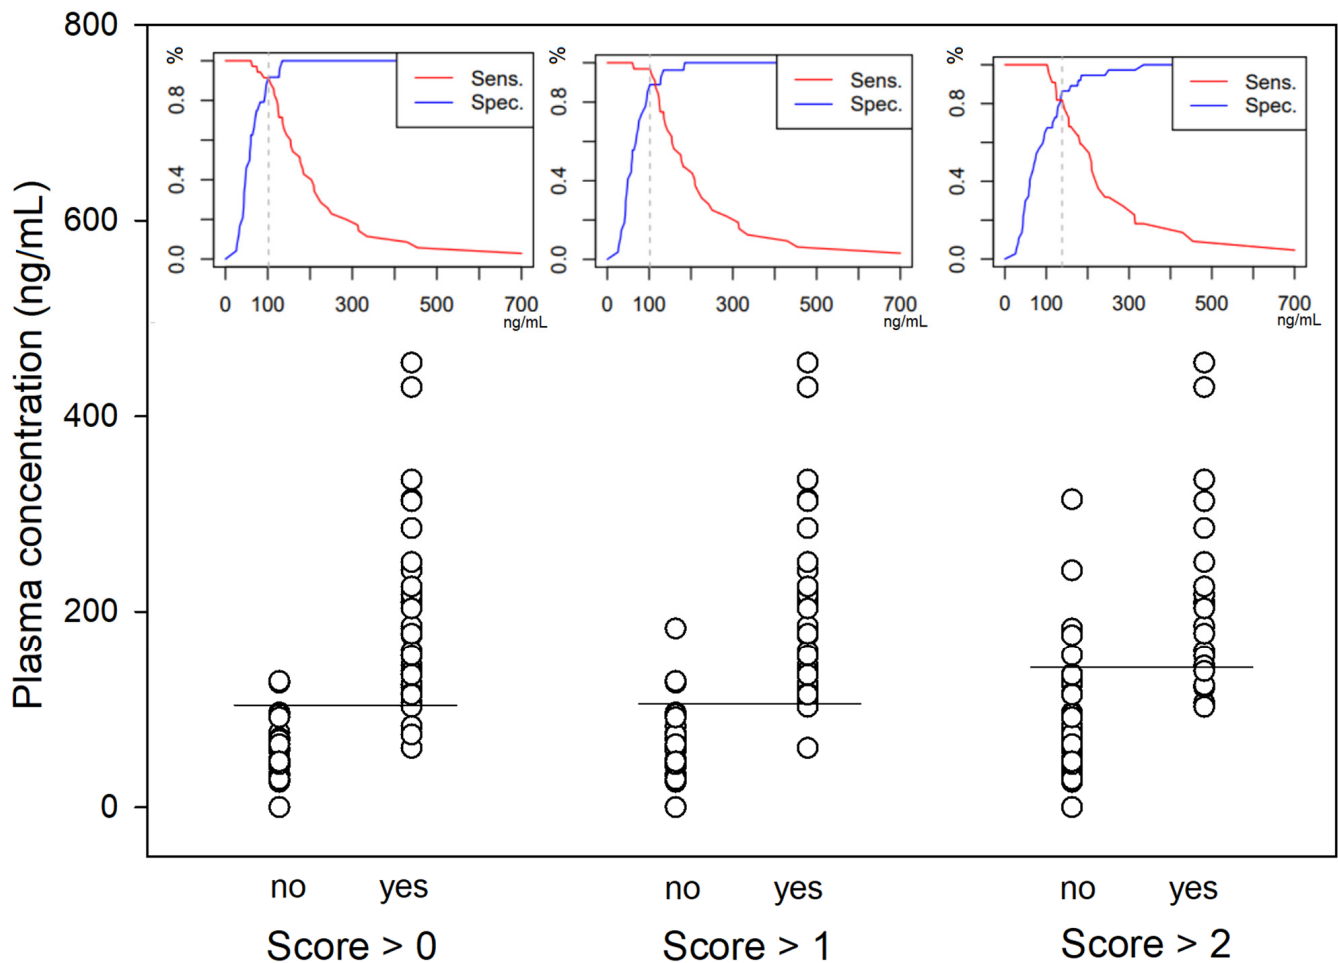 Plasma concentration (ng/mL)
800
600
400
200
0
%
0.8
0.4
0.0
Sens.
Spec.
0 100 300 500 700
ng/mL
%
0.8
0.4
0.0
Sens.
Spec.
0 100 300 500 700
ng/mL
%
0.8
0.4
0.0
Sens.
Spec.
0 100 300 500 700
ng/mL
no yes
no yes
no yes
Score > 0
Score > 1
Score > 2